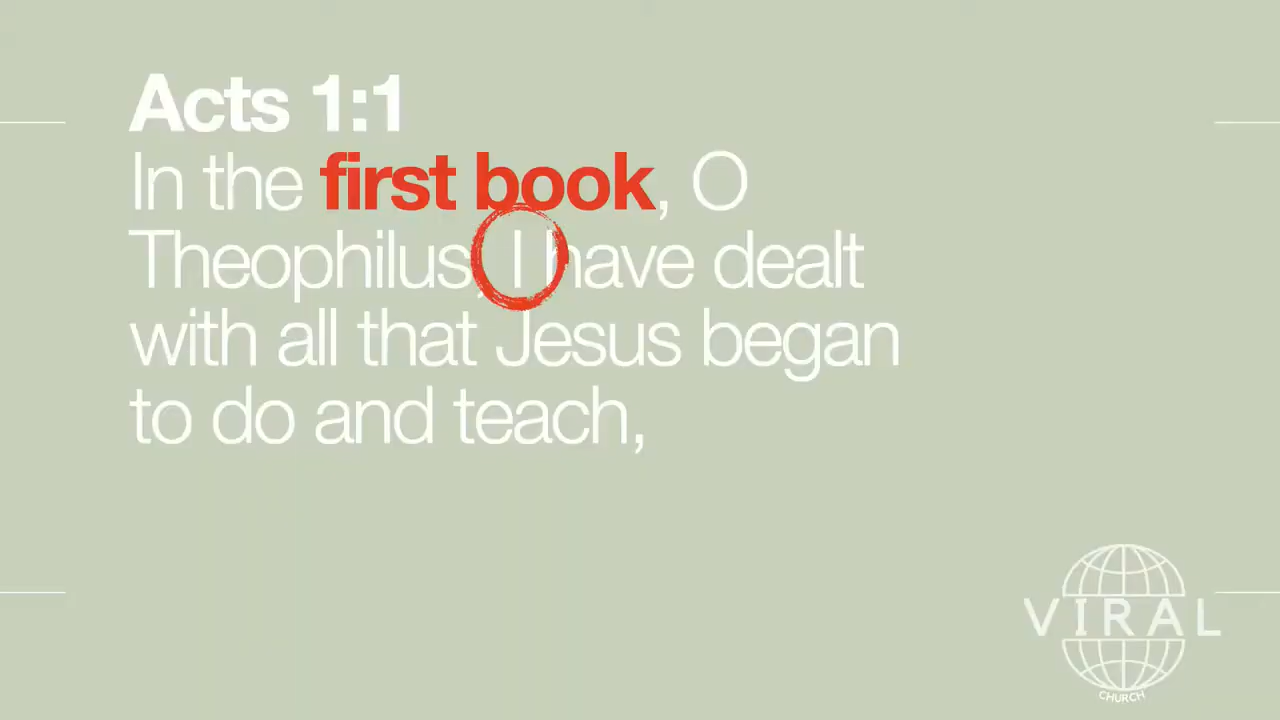 Acts 1:1
In the first book, O
Theophilus, I have dealt
with all that Jesus began
to do and teach,
VIRAL
CHURCH